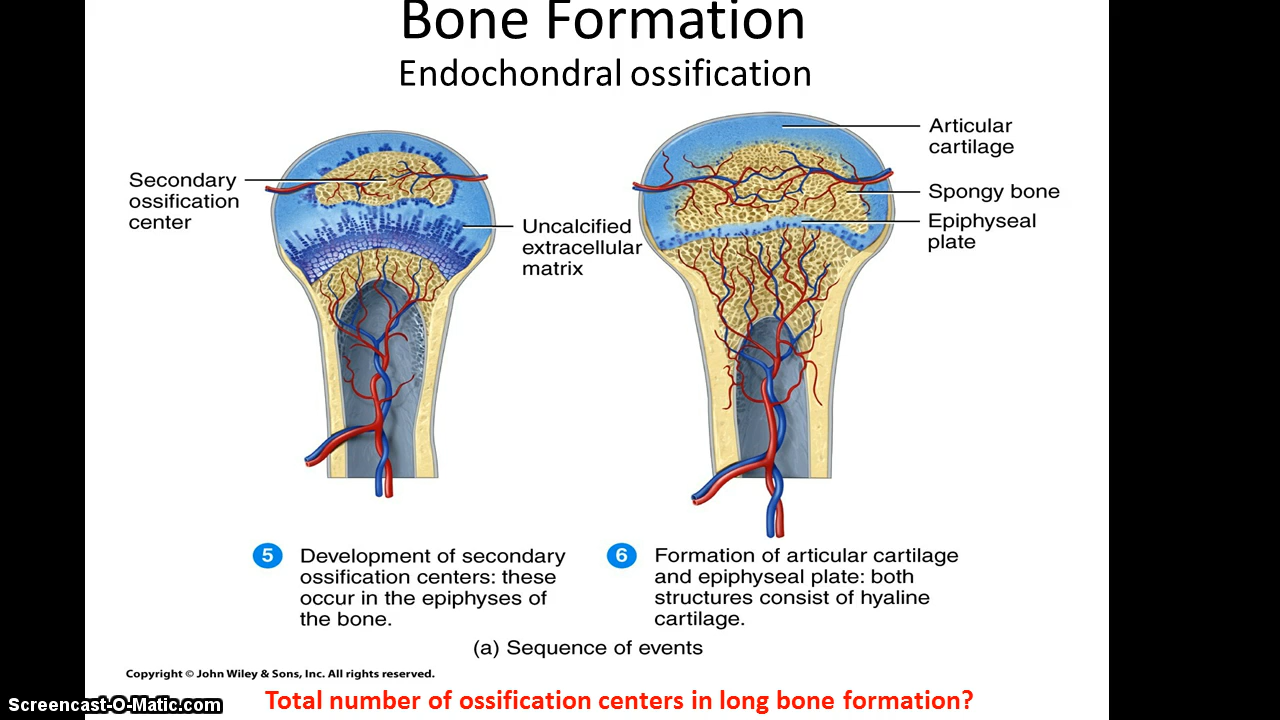 Bone Formation
Endochondral ossification
Secondary
ossification
center
Uncalcified
extracellular
matrix
Articular
cartilage
Spongy bone
Epiphyseal
plate
5 Development of secondary
ossification centers: these
occur in the epiphyses of
the bone.
6 Formation of articular cartilage
and epiphyseal plate: both
structures consist of hyaline
cartilage.
(a) Sequence of events
Copyright © John Wiley & Sons, Inc. All rights reserved.
Total number of ossification centers in long bone formation?
Screencast-O-Matic.com